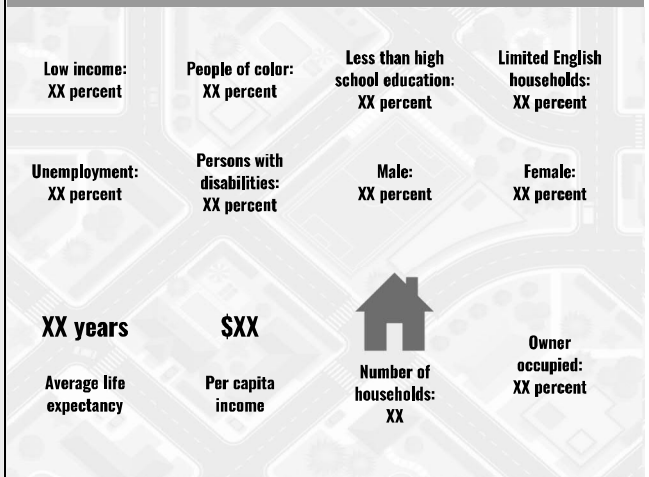 Low income:
XX percent
People of color:
XX percent
Less than high
school education:
XX percent
Limited English
households:
XX percent
Unemployment:
XX percent
Persons with
disabilities:
XX percent
Male:
XX percent
Female:
XX percent
XX years
Average life
expectancy
$XX
Per capita
income
Number of
households:
XX
Owner
occupied:
XX percent